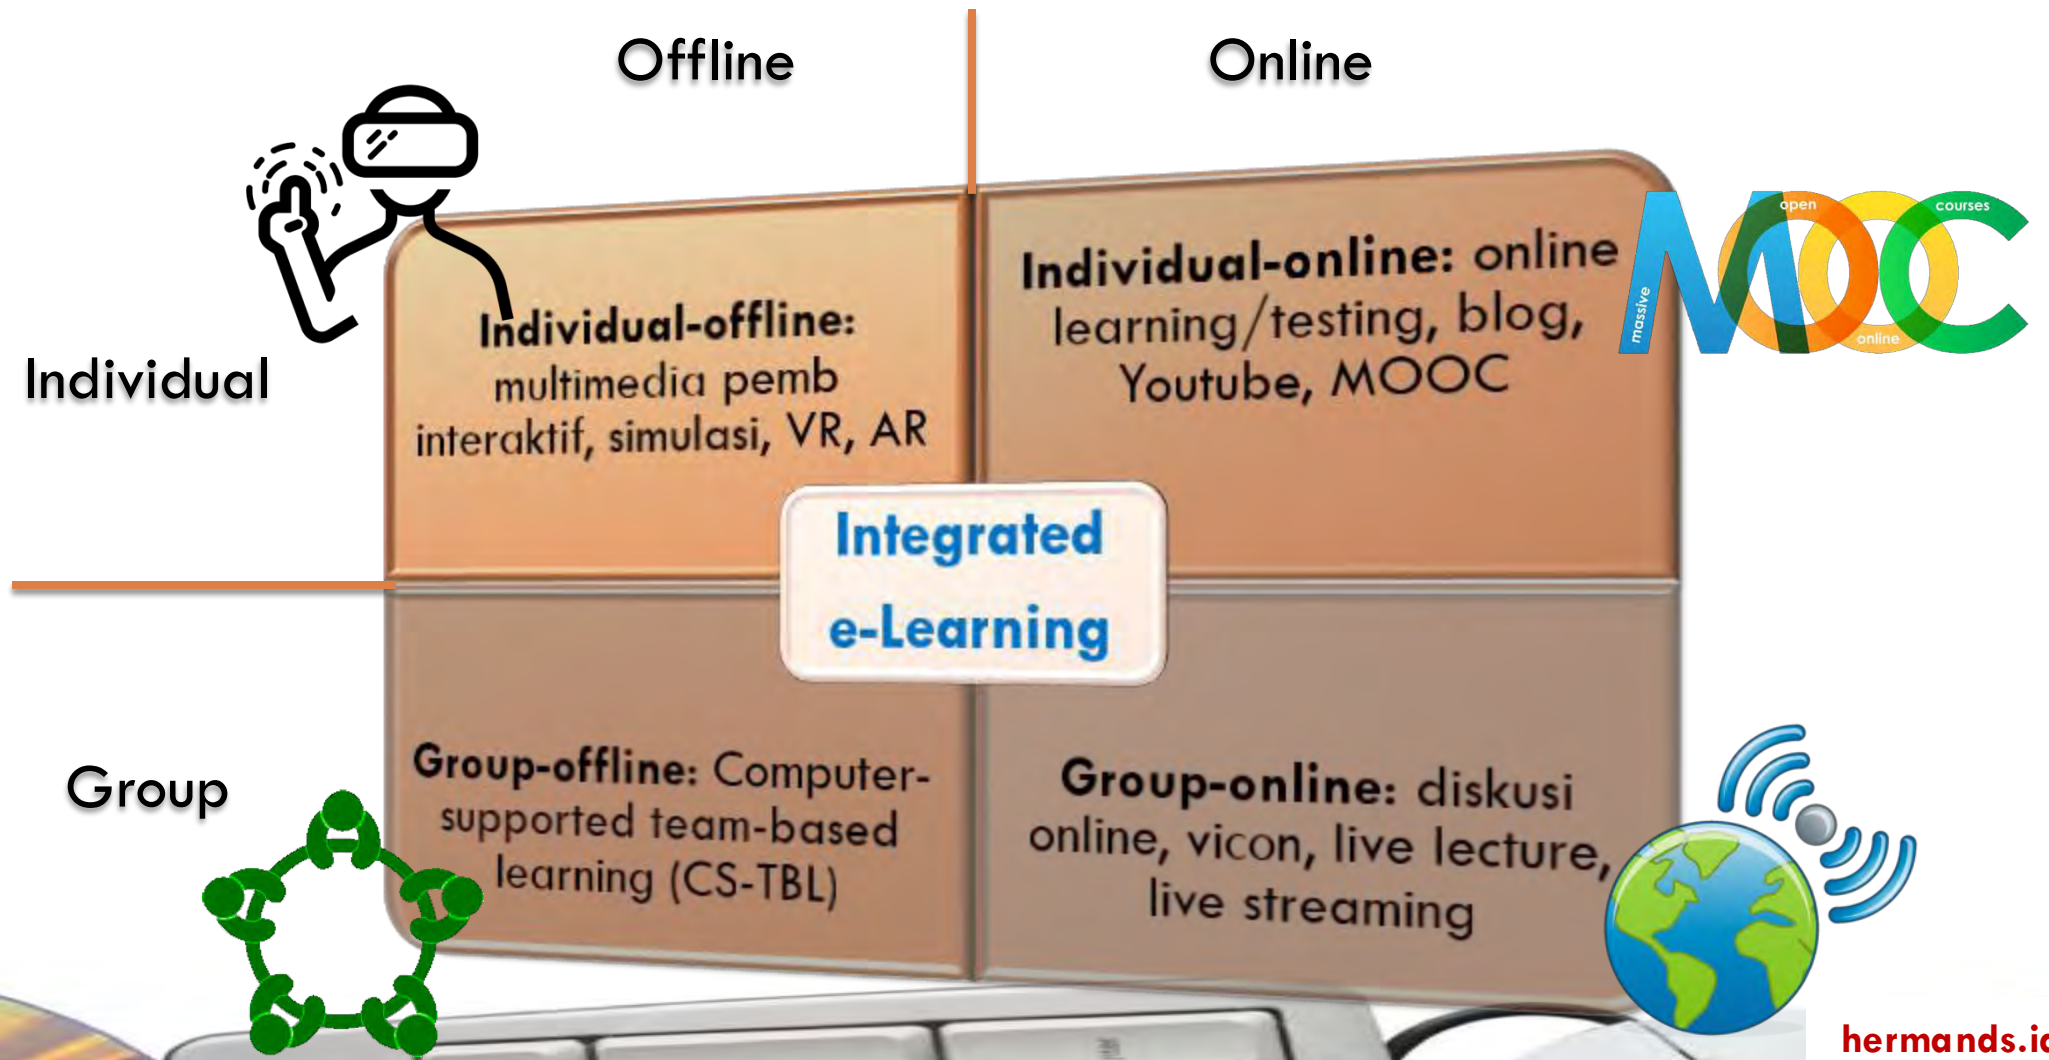 Offline
Online
Individual
Individual-offline:
multimedia pemb
interaktif, simulasi, VR, AR
Individual-online: online
learning/testing, blog,
Youtube, MOOC
massive
open
online
courses
MOOC
Integrated
e-Learning
Group
Group-offline: Computer-
supported team-based
learning (CS-TBL)
Group-online: diskusi
online, vicon, live lecture,
live streaming
hermands.id